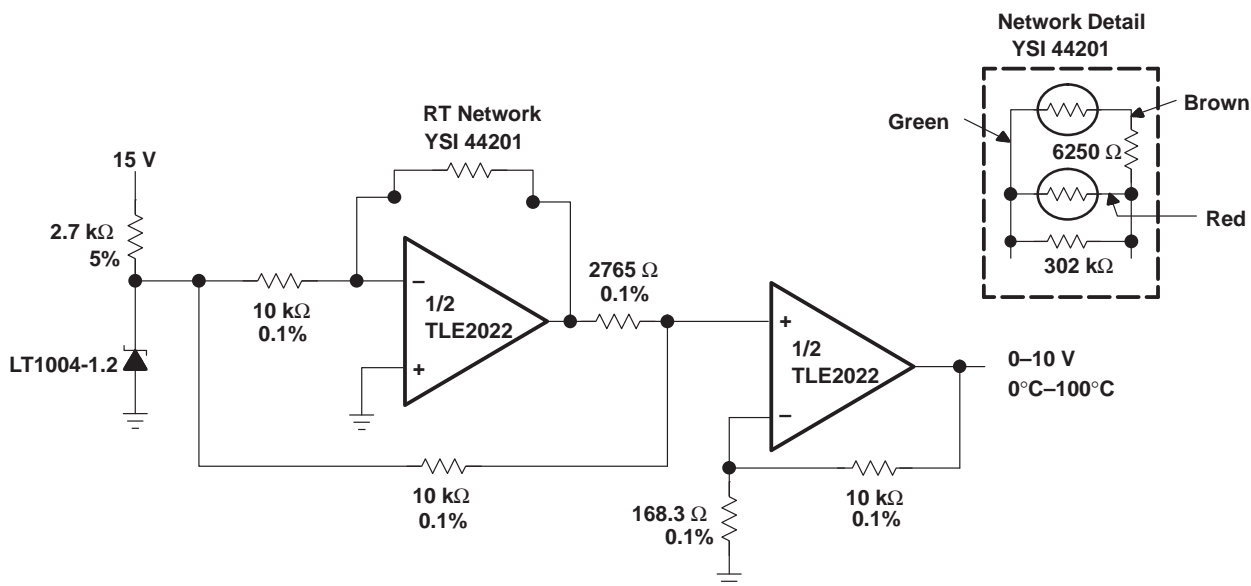 Network Detail
YSI 44201
Green
Brown
6250 Ω
Red
302 kΩ
RT Network
YSI 44201
15 V
2.7 kΩ
5%
10 kΩ
0.1%
LT1004-1.2
−
1/2
TLE2022
+
2765 Ω
0.1%
10 kΩ
0.1%
+
1/2
TLE2022
−
0–10 V
0°C–100°C
10 kΩ
0.1%
168.3 Ω
0.1%